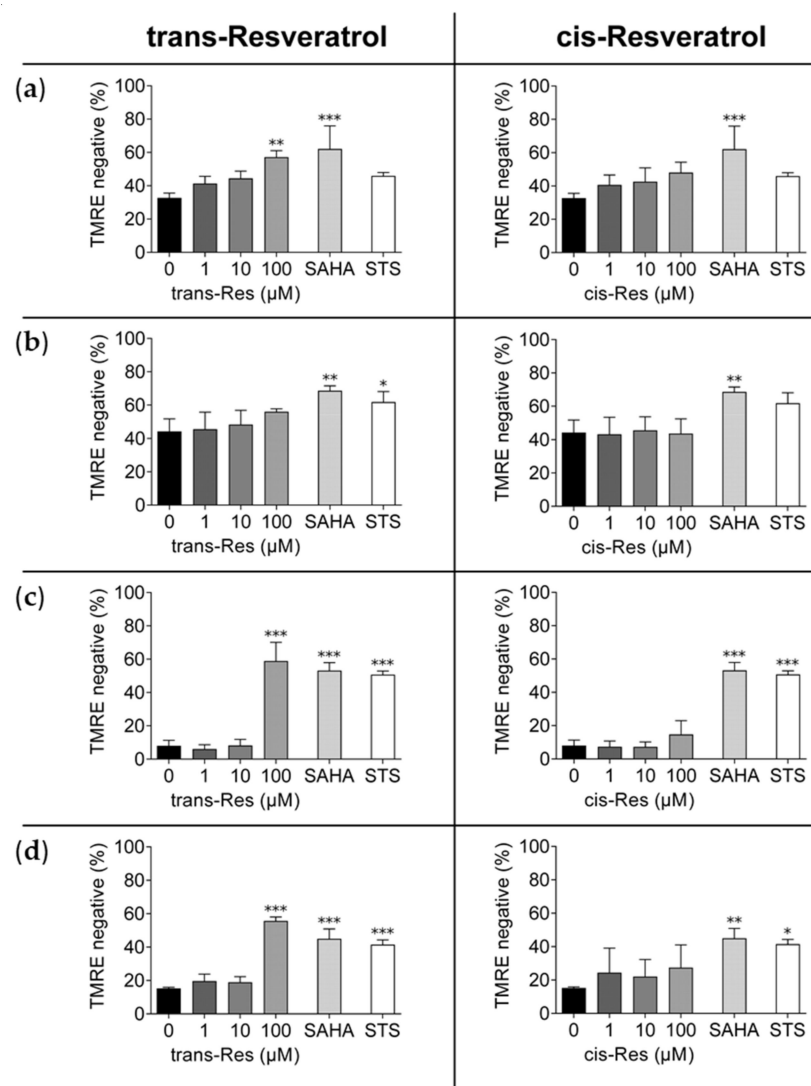 trans-Resveratrol
cis-Resveratrol
(a)
TMRE negative (%)
100
80
60
40
20
0
**
***
0 1 10 100 SAHA STS
trans-Res (µM)
TMRE negative (%)
100
80
60
40
20
0
***
0 1 10 100 SAHA STS
cis-Res (µM)
(b)
TMRE negative (%)
100
80
60
40
20
0
**
*
0 1 10 100 SAHA STS
trans-Res (µM)
TMRE negative (%)
100
80
60
40
20
0
**
0 1 10 100 SAHA STS
cis-Res (µM)
(c)
TMRE negative (%)
100
80
60
40
20
0
***
***
***
0 1 10 100 SAHA STS
trans-Res (µM)
TMRE negative (%)
100
80
60
40
20
0
***
***
0 1 10 100 SAHA STS
cis-Res (µM)
(d)
TMRE negative (%)
100
80
60
40
20
0
***
***
***
0 1 10 100 SAHA STS
trans-Res (µM)
TMRE negative (%)
100
80
60
40
20
0
**
*
0 1 10 100 SAHA STS
cis-Res (µM)